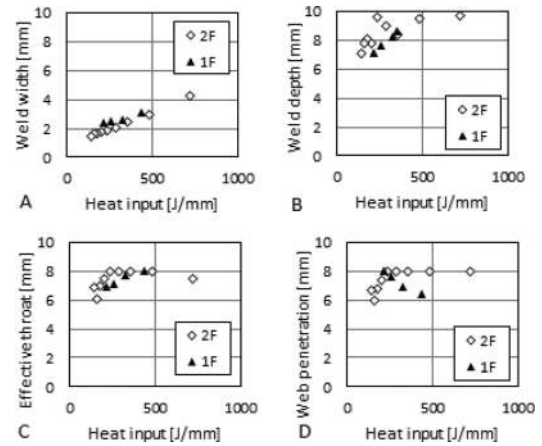 Weld width [mm]
8
6
4
2
0
2F
1F
0
500
1000
A
Heat input [J/mm]
Weld depth [mm]
10
8
6
4
2
0
2F
1F
0
500
1000
B
Heat input [J/mm]
Effective throat [mm]
10
8
6
4
2
0
2F
1F
0
500
1000
C
Heat input [J/mm]
Web penetration [mm]
10
8
6
4
2
0
2F
1F
0
500
1000
D
Heat input [J/mm]